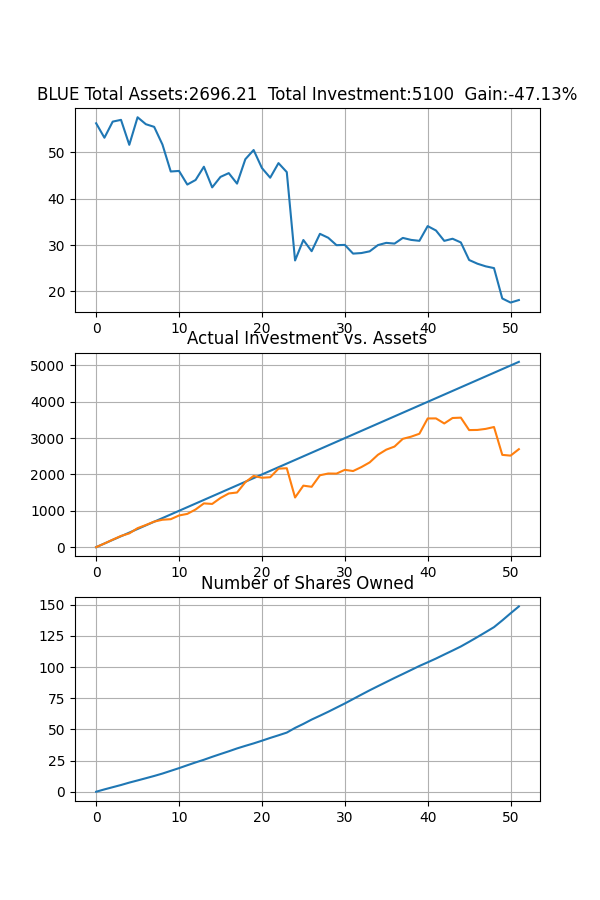 BLUE Total Assets:2696.21  Total Investment:5100  Gain:-47.13%
50
40
30
20
0 10 20 30 40 50
Actual Investment vs. Assets
5000
4000
3000
2000
1000
0
0 10 20 30 40 50
Number of Shares Owned
150
125
100
75
50
25
0
0 10 20 30 40 50